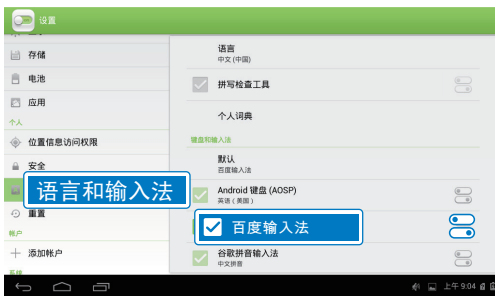 设置
存储
电池
应用
个人
位置信息访问权限
安全
语言和输入法
重置
帐户
添加帐户
语言
中文 (中国)
拼写检查工具
个人词典
键盘和输入法
默认
百度输入法
Android 键盘 (AOSP)
英语 ( 美国 )
百度输入法
谷歌拼音输入法
中文拼音
上午 9:04